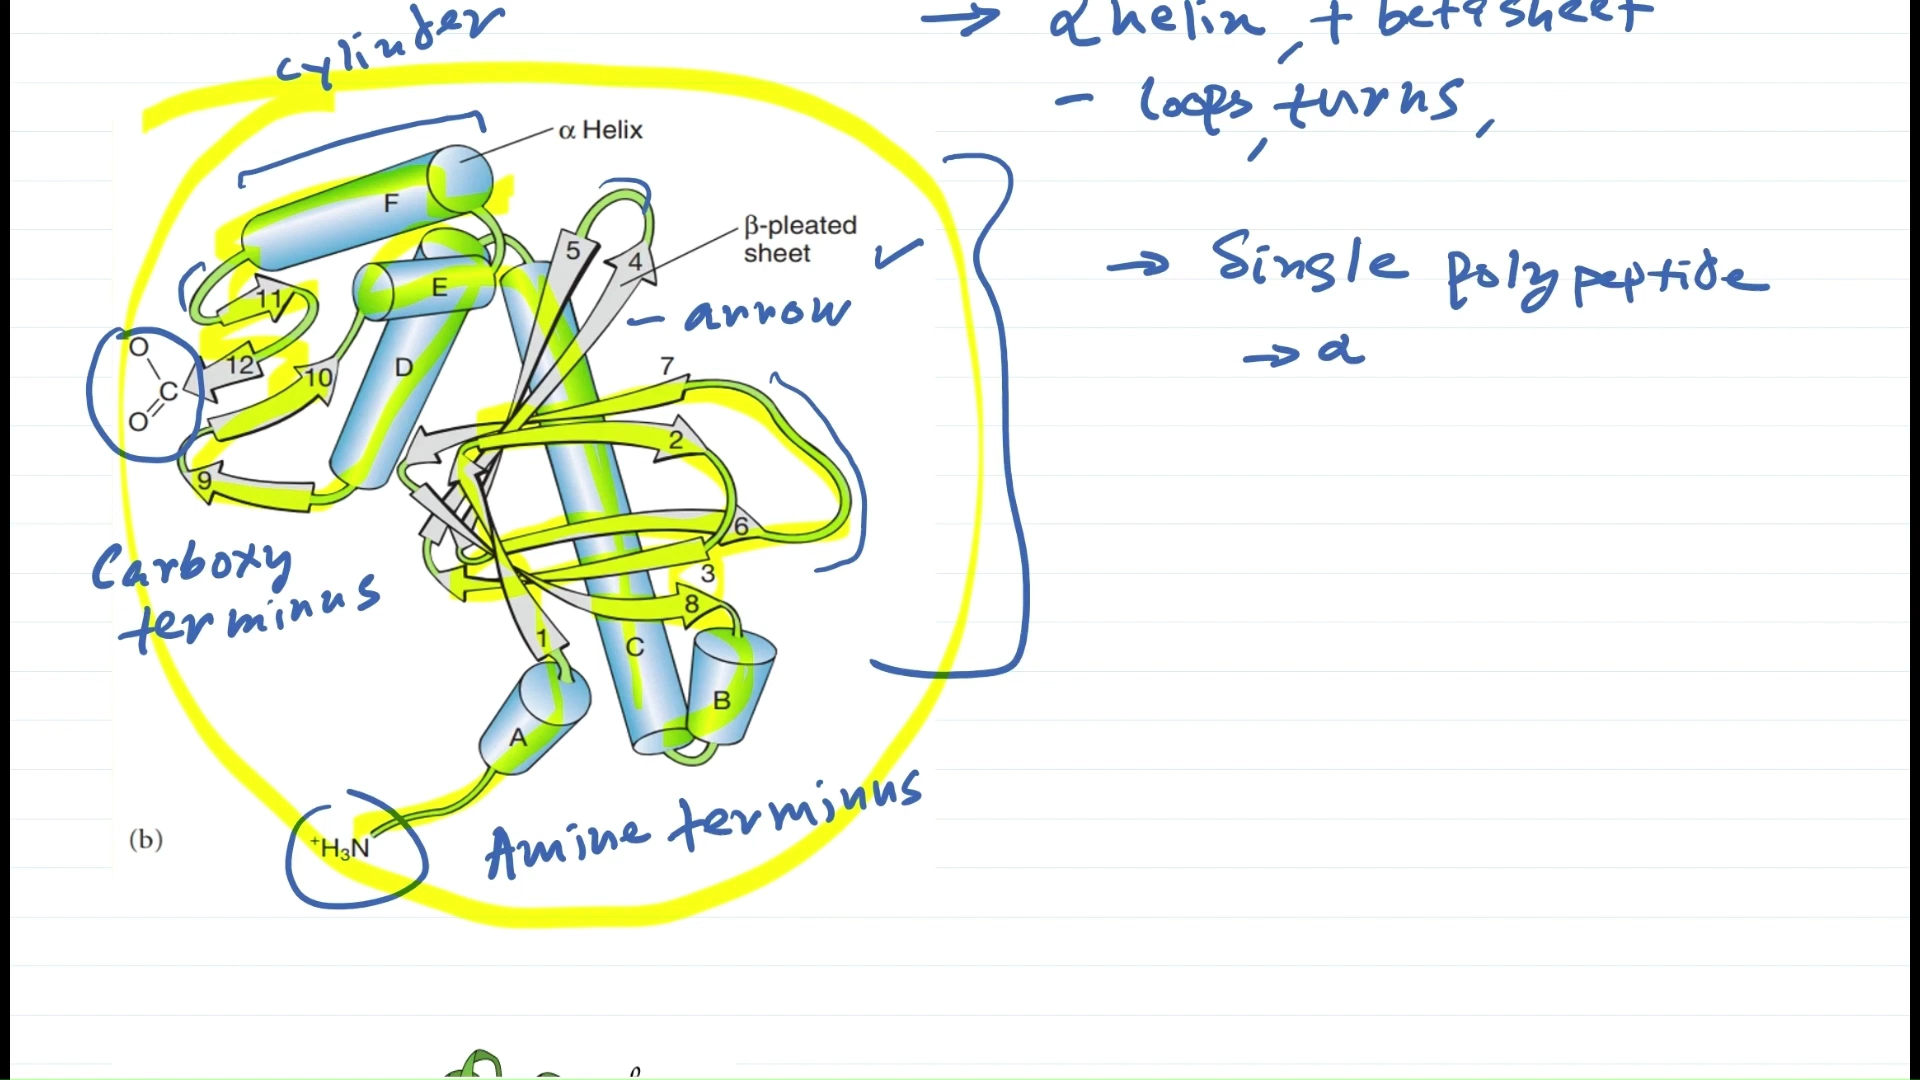 cylinder
→ α helix, + beta sheet
- loops, turns,
α Helix
F
5
4
β-pleated
sheet ✓
- arrow
E
11
O
C
O
12
10
D
7
2
9
6
3
8
1
C
B
A
Carboxy
terminus
→ Single polypeptide
→ α
Amine terminus
(b)
⁺H₃N